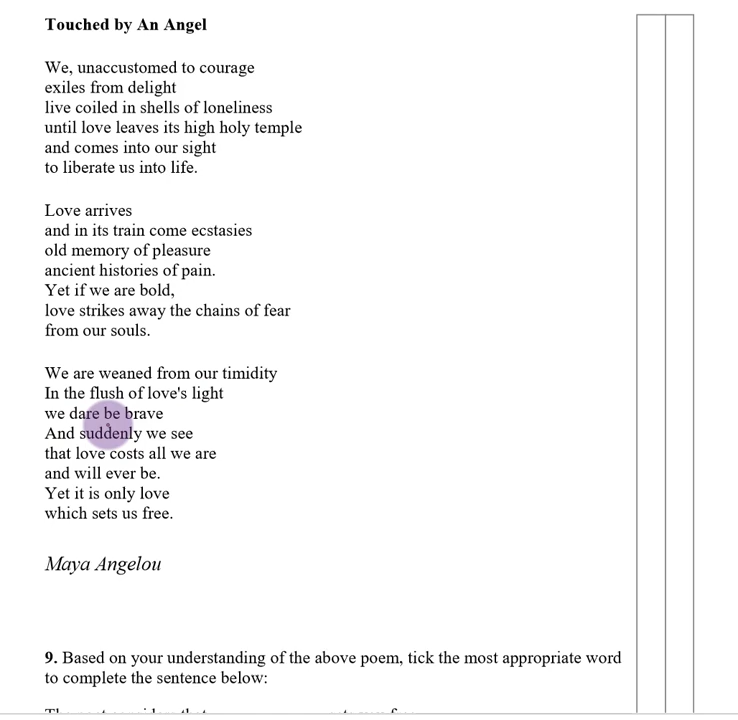 Touched by An Angel
We, unaccustomed to courage
exiles from delight
live coiled in shells of loneliness
until love leaves its high holy temple
and comes into our sight
to liberate us into life.
Love arrives
and in its train come ecstasies
old memory of pleasure
ancient histories of pain.
Yet if we are bold,
love strikes away the chains of fear
from our souls.
We are weaned from our timidity
In the flush of love's light
we dare be brave
And suddenly we see
that love costs all we are
and will ever be.
Yet it is only love
which sets us free.
Maya Angelou
9. Based on your understanding of the above poem, tick the most appropriate word
to complete the sentence below: